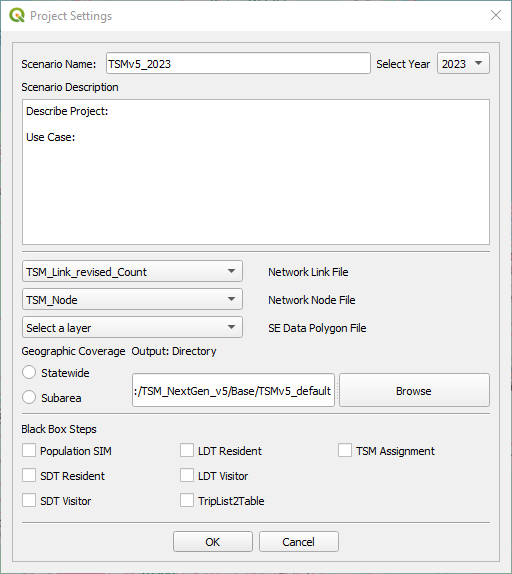 Project Settings
Scenario Name: TSMv5_2023 Select Year 2023
Scenario Description
Describe Project:
Use Case:
TSM_Link_revised_Count Network Link File
TSM_Node Network Node File
Select a layer SE Data Polygon File
Geographic Coverage Output: Directory
Statewide
:/TSM_NextGen_v5/Base/TSMv5_default Browse
Subarea
Black Box Steps
Population SIM LDT Resident TSM Assignment
SDT Resident LDT Visitor
SDT Visitor TripList2Table
OK Cancel